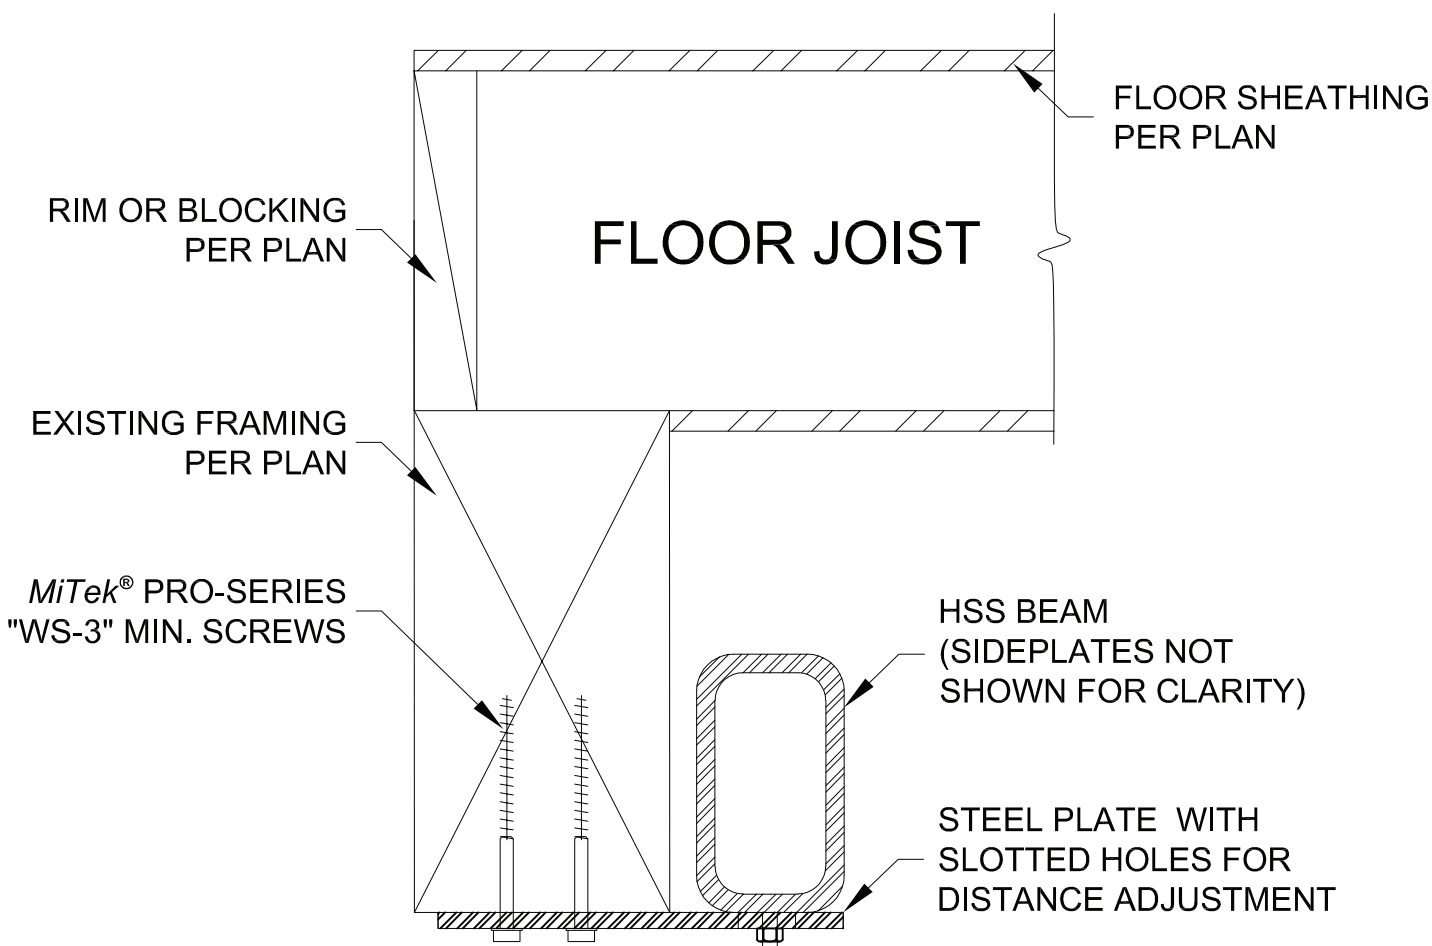 FLOOR SHEATHING
PER PLAN
RIM OR BLOCKING
PER PLAN
FLOOR JOIST
EXISTING FRAMING
PER PLAN
MiTek® PRO-SERIES
"WS-3" MIN. SCREWS
HSS BEAM
(SIDEPLATES NOT
SHOWN FOR CLARITY)
STEEL PLATE WITH
SLOTTED HOLES FOR
DISTANCE ADJUSTMENT